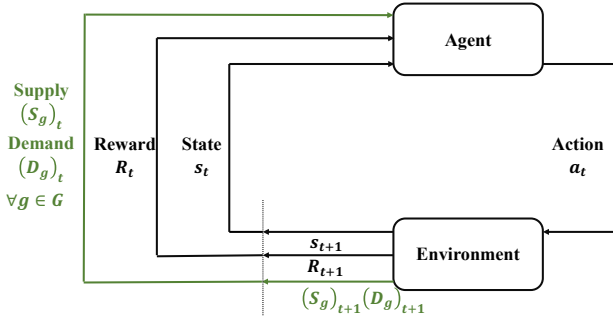 Agent
Supply
(S_g)_t
Demand
(D_g)_t
∀g ∈ G
Reward
R_t
State
s_t
Action
a_t
s_{t+1}
R_{t+1}
Environment
(S_g)_{t+1}(D_g)_{t+1}